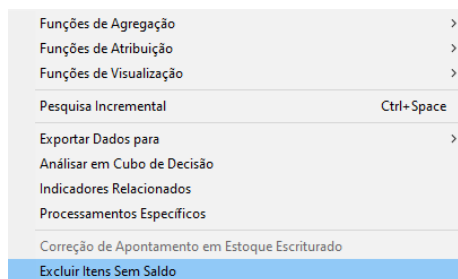 Funções de Agregação
Funções de Atribuição
Funções de Visualização
Pesquisa Incremental Ctrl+Space
Exportar Dados para
Análisar em Cubo de Decisão
Indicadores Relacionados
Processamentos Específicos
Correção de Apontamento em Estoque Escriturado
Excluir Itens Sem Saldo